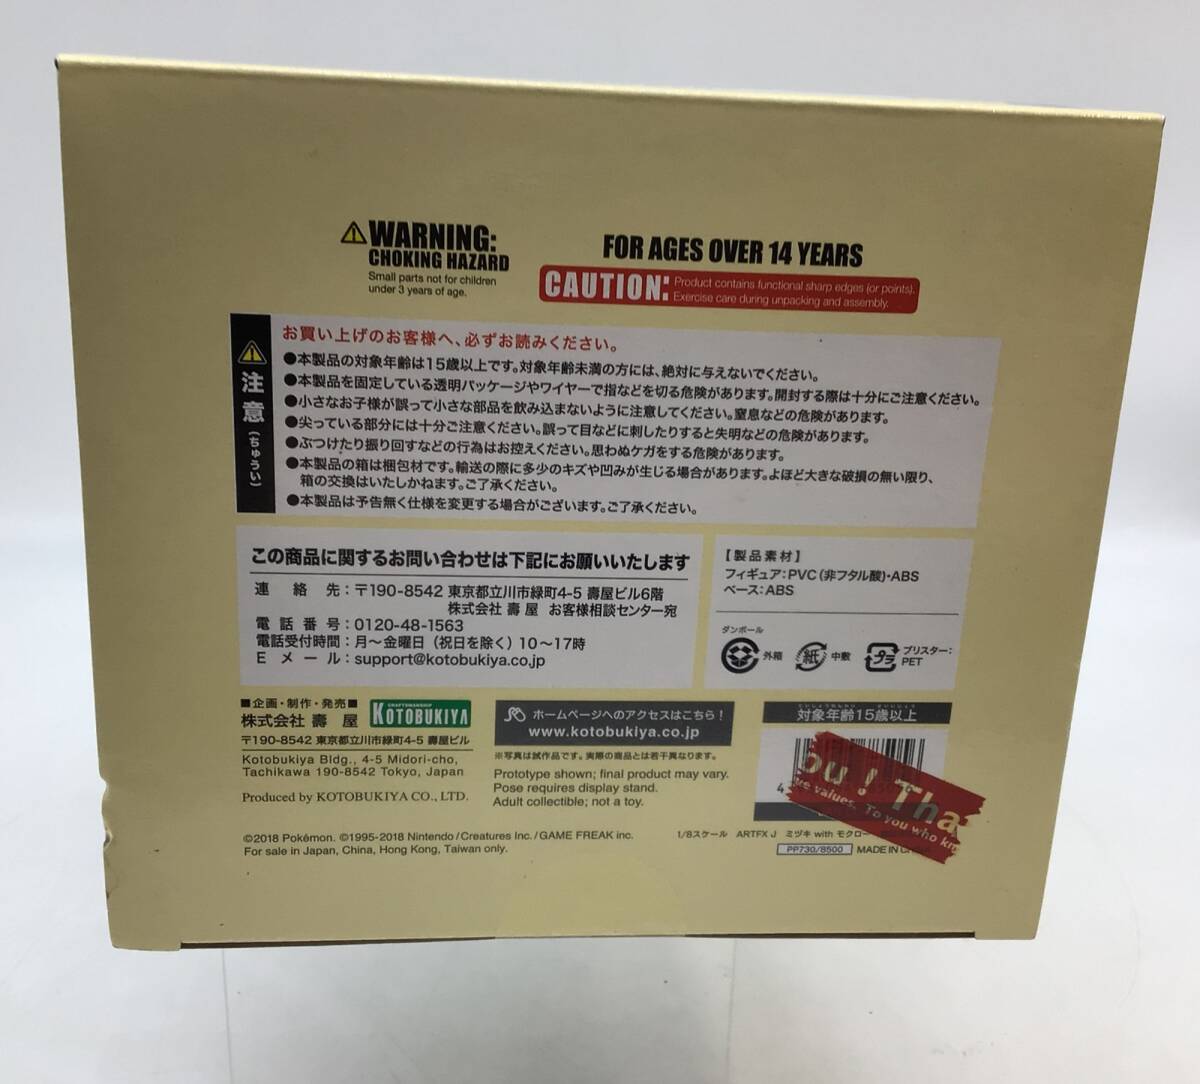 WARNING:
CHOKING HAZARD
Small parts not for children
under 3 years of age.
FOR AGES OVER 14 YEARS
CAUTION: Product contains functional sharp edges (or points).
Exercise care during unpacking and assembly.
注意(ちゅうい)
お買い上げのお客様へ、必ずお読みください。
●本製品の対象年齢は15歳以上です。対象年齢未満の方には、絶対に与えないでください。
●本製品を固定している透明パッケージやワイヤーで指などを切る危険があります。開封する際は十分にご注意ください。
●小さなお子様が誤って小さな部品を飲み込まないように注意してください。窒息などの危険があります。
●尖っている部分には十分ご注意ください。誤って目などに刺したりすると失明などの危険があります。
●ぶつけたり振り回すなどの行為はお控えください。思わぬケガをする危険があります。
●本製品の箱は梱包材です。輸送の際に多少のキズや凹みが生じる場合があります。よほど大きな破損の無い限り、
箱の交換はいたしかねます。ご了承ください。
●本製品は予告無く仕様を変更する場合がございます。ご了承ください。
この商品に関するお問い合わせは下記にお願いいたします
連絡先:〒190-8542 東京都立川市緑町4-5 壽屋ビル6階
株式会社 壽屋 お客様相談センター宛
電話番号:0120-48-1563
電話受付時間:月〜金曜日(祝日を除く)10〜17時
Eメール:support@kotobukiya.co.jp
【製品素材】
フィギュア:PVC(非フタル酸)・ABS
ベース:ABS
ダンボール
外箱
紙
中敷
プラ
ブリスター:
PET
■企画・制作・発売■
株式会社 壽屋
CRAFTSMANSHIP
KOTOBUKIYA
〒190-8542 東京都立川市緑町4-5 壽屋ビル
Kotobukiya Bldg., 4-5 Midori-cho,
Tachikawa 190-8542 Tokyo, Japan
Produced by KOTOBUKIYA CO., LTD.
ホームページへのアクセスはこちら!
www.kotobukiya.co.jp
※写真は試作品です。実際の商品とは若干異なります。
Prototype shown; final product may vary.
Pose requires display stand.
Adult collectible; not a toy.
対象年齢15歳以上
ou! Tha
ve values. To you who kn
©2018 Pokémon. ©1995-2018 Nintendo/Creatures Inc./GAME FREAK inc.
For sale in Japan, China, Hong Kong, Taiwan only.
1/8スケール ARTFX J ミヅキ with モクロー
PP730/8500 MADE IN